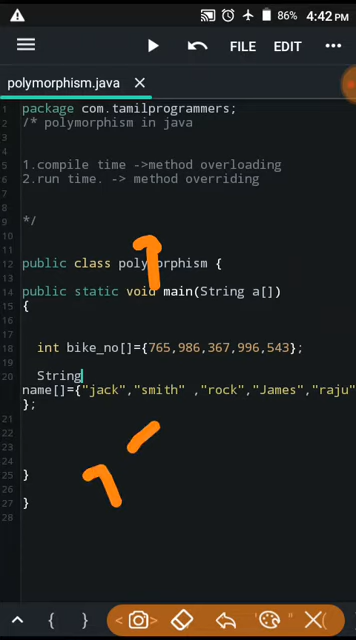 86% 4:42 PM
FILE EDIT
polymorphism.java
1 package com.tamilprogrammers;
2 /* polymorphism in java
3
4
5 1.compile time ->method overloading
6 2.run time. -> method overriding
7
8
9 */
10
11
12 public class polymorphism {
13
14 public static void main(String a[])
15 {
16
17
18 int bike_no[]={765,986,367,996,543};
19
20 String
name[]={"jack","smith" ,"rock","James","raju"
};
21
22
23
24
25 }
26
27 }
28
{ } < " "